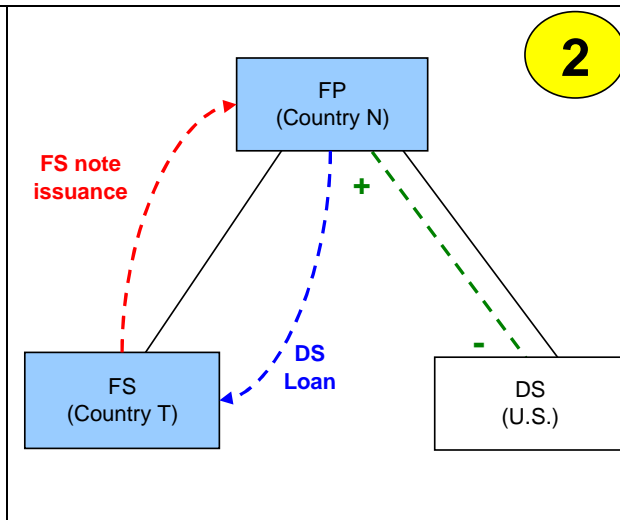 2
FP
(Country N)
FS note
issuance
+
-
DS
Loan
FS
(Country T)
DS
(U.S.)